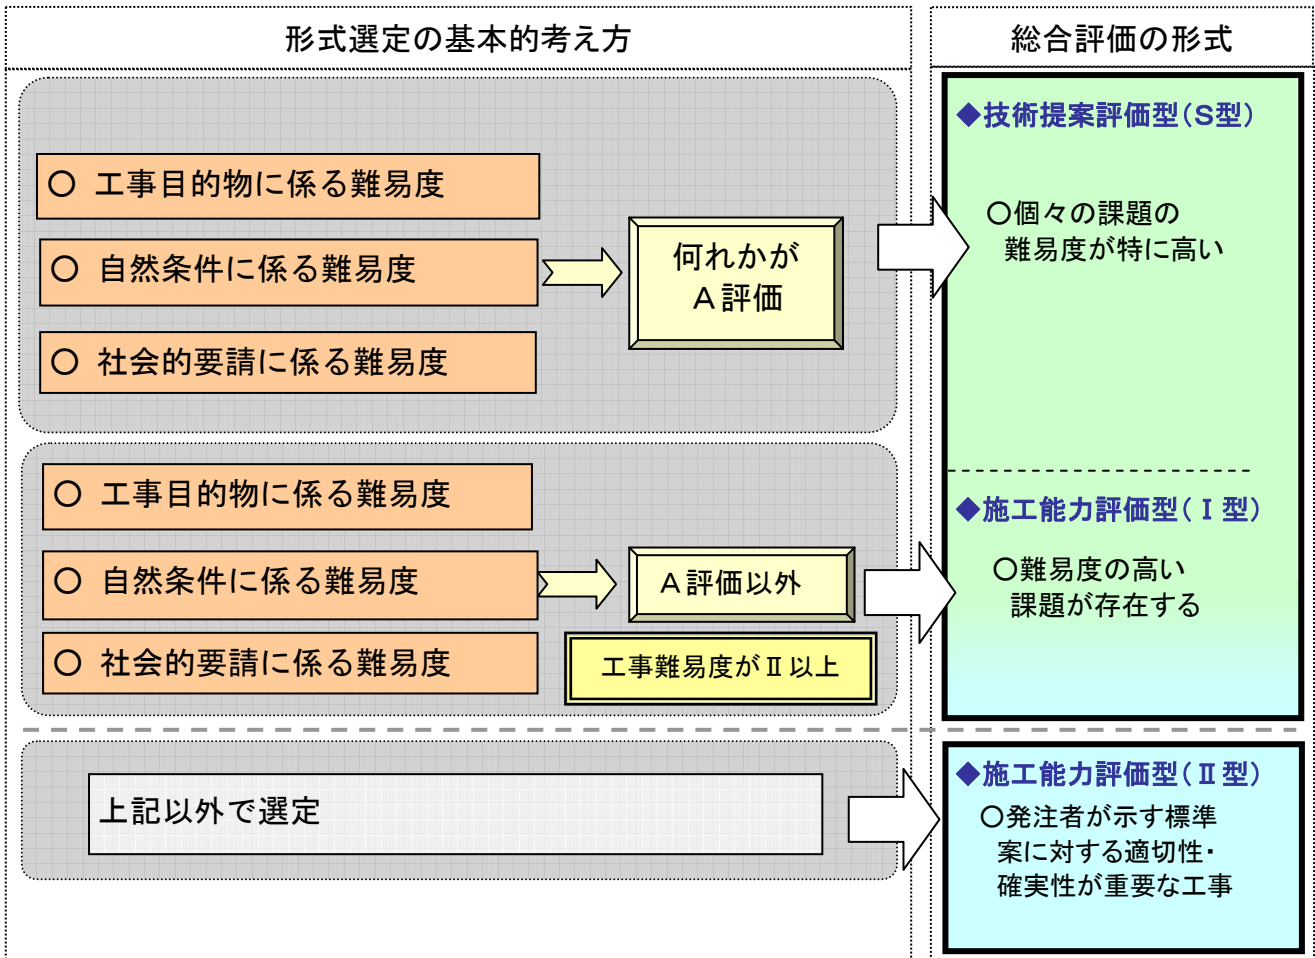 形式選定の基本的考え方
総合評価の形式
○ 工事目的物に係る難易度
○ 自然条件に係る難易度
○ 社会的要請に係る難易度
何れかが
A評価
◆技術提案評価型(S型)
○個々の課題の
難易度が特に高い
○ 工事目的物に係る難易度
○ 自然条件に係る難易度
○ 社会的要請に係る難易度
A評価以外
工事難易度がⅡ以上
◆施工能力評価型(Ⅰ型)
○難易度の高い
課題が存在する
上記以外で選定
◆施工能力評価型(Ⅱ型)
○発注者が示す標準
案に対する適切性・
確実性が重要な工事